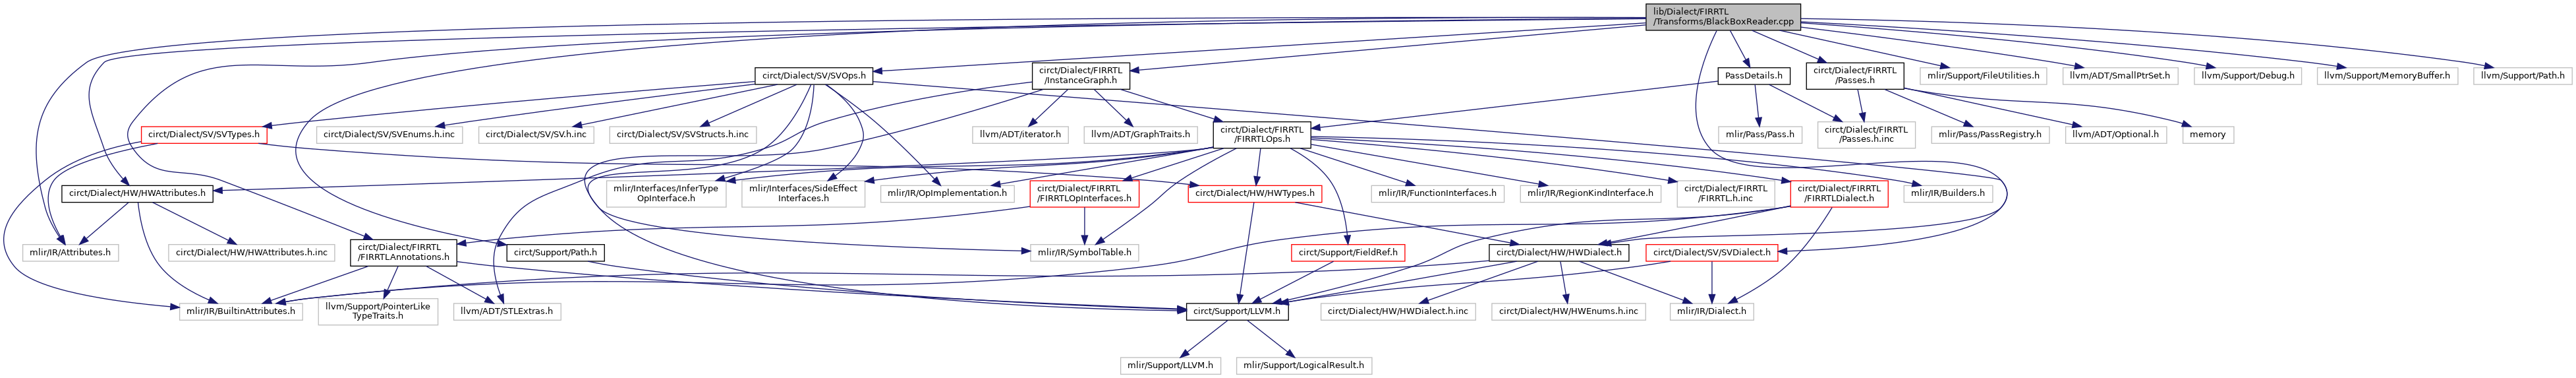 lib/Dialect/FIRRTL
/Transforms/BlackBoxReader.cpp
circt/Dialect/SV/SVOps.h
circt/Dialect/FIRRTL
/InstanceGraph.h
PassDetails.h
circt/Dialect/FIRRTL
/Passes.h
mlir/Support/FileUtilities.h
llvm/ADT/SmallPtrSet.h
llvm/Support/Debug.h
llvm/Support/MemoryBuffer.h
llvm/Support/Path.h
circt/Dialect/SV/SVTypes.h
circt/Dialect/SV/SVEnums.h.inc
circt/Dialect/SV/SV.h.inc
circt/Dialect/SV/SVStructs.h.inc
llvm/ADT/iterator.h
llvm/ADT/GraphTraits.h
circt/Dialect/FIRRTL
/FIRRTLOps.h
mlir/Pass/Pass.h
circt/Dialect/FIRRTL
/Passes.h.inc
mlir/Pass/PassRegistry.h
llvm/ADT/Optional.h
memory
circt/Dialect/HW/HWAttributes.h
mlir/Interfaces/InferType
OpInterface.h
mlir/Interfaces/SideEffect
Interfaces.h
mlir/IR/OpImplementation.h
circt/Dialect/FIRRTL
/FIRRTLOpInterfaces.h
circt/Dialect/HW/HWTypes.h
mlir/IR/FunctionInterfaces.h
mlir/IR/RegionKindInterface.h
circt/Dialect/FIRRTL
/FIRRTL.h.inc
circt/Dialect/FIRRTL
/FIRRTLDialect.h
mlir/IR/Builders.h
mlir/IR/Attributes.h
circt/Dialect/HW/HWAttributes.h.inc
circt/Dialect/FIRRTL
/FIRRTLAnnotations.h
circt/Support/Path.h
mlir/IR/SymbolTable.h
circt/Support/FieldRef.h
circt/Dialect/HW/HWDialect.h
circt/Dialect/SV/SVDialect.h
mlir/IR/BuiltinAttributes.h
llvm/Support/PointerLike
TypeTraits.h
llvm/ADT/STLExtras.h
circt/Support/LLVM.h
circt/Dialect/HW/HWDialect.h.inc
circt/Dialect/HW/HWEnums.h.inc
mlir/IR/Dialect.h
mlir/Support/LLVM.h
mlir/Support/LogicalResult.h